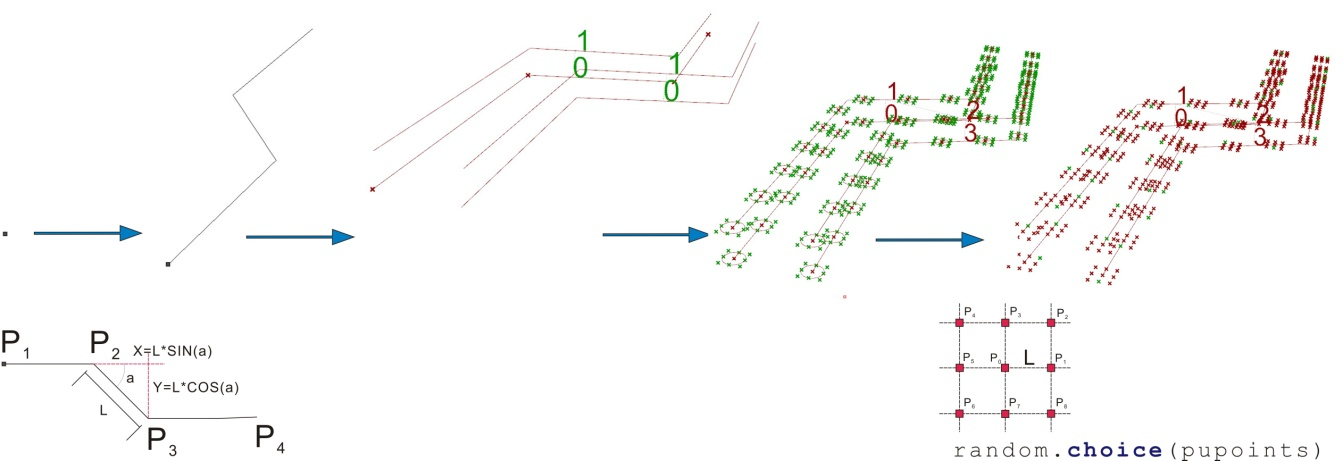 1
0
1
0
1
0
2
3
1
0
2
3
P1
P2
X=L*SIN(a)
a
Y=L*COS(a)
L
P3
P4
P4
P3
P2
P5
P0
L
P1
P6
P7
P8
random.choice(pupoints)